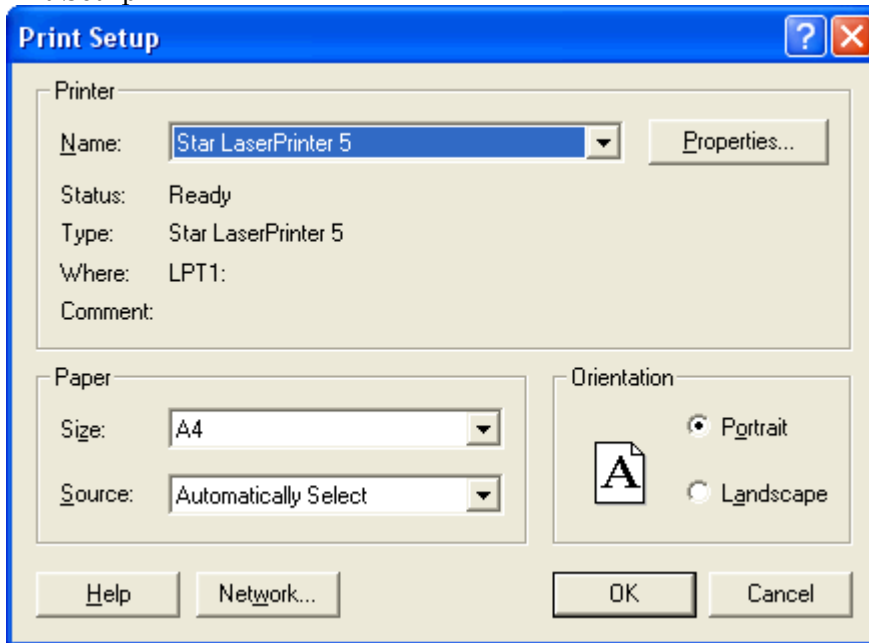 Print Setup
Printer
Name: Star LaserPrinter 5 Properties...
Status: Ready
Type: Star LaserPrinter 5
Where: LPT1:
Comment:
Paper
Size: A4
Source: Automatically Select
Orientation
A
Portrait
Landscape
Help Network... OK Cancel